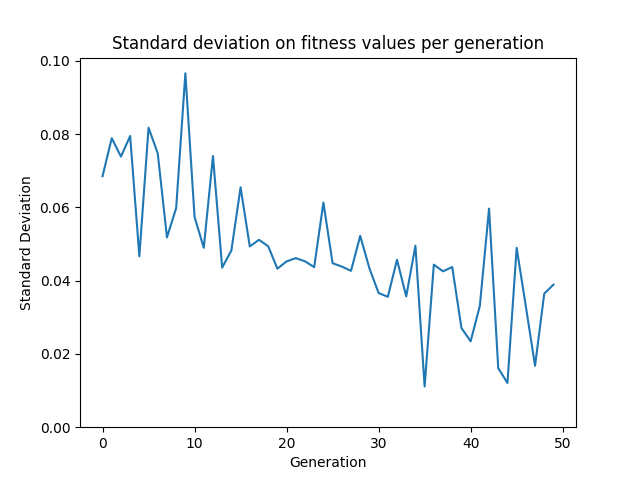 Standard deviation on fitness values per generation
0.10
0.08
0.06
0.04
0.02
0.00
Standard Deviation
0 10 20 30 40 50
Generation